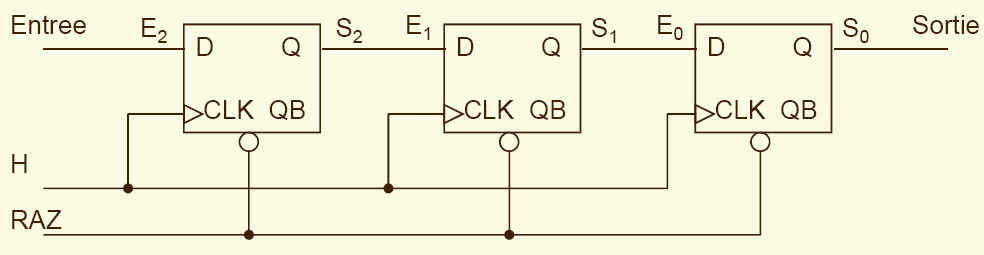 Entree E₂ S₂ E₁ S₁ E₀ S₀ Sortie
D Q D Q D Q
CLK QB CLK QB CLK QB
H
RAZ